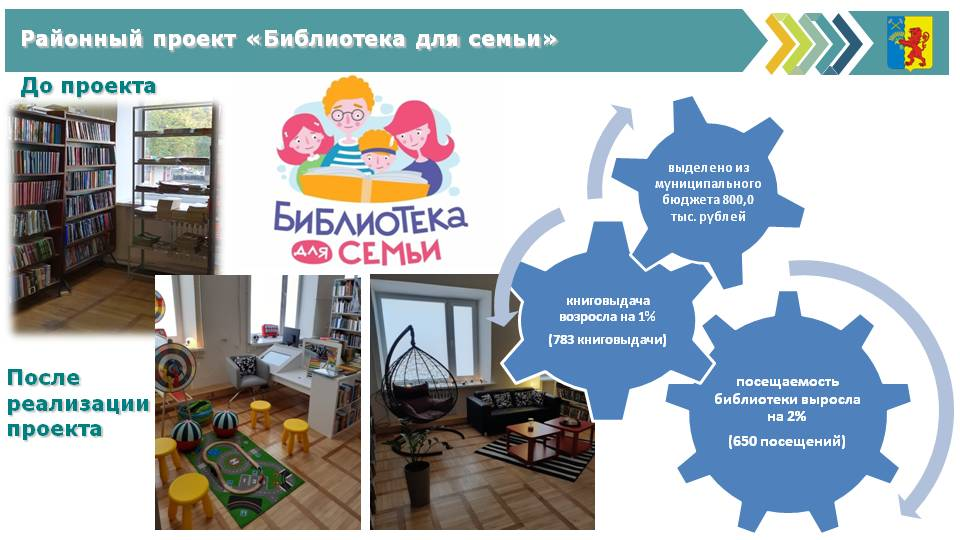 Районный проект «Библиотека для семьи»
До проекта
БИБЛИОТЕКА
ДЛЯ СЕМЬИ
выделено из
муниципального
бюджета 800,0
тыс. рублей
книговыдача
возросла на 1%
(783 книговыдачи)
После
реализации
проекта
посещаемость
библиотеки выросла
на 2%
(650 посещений)